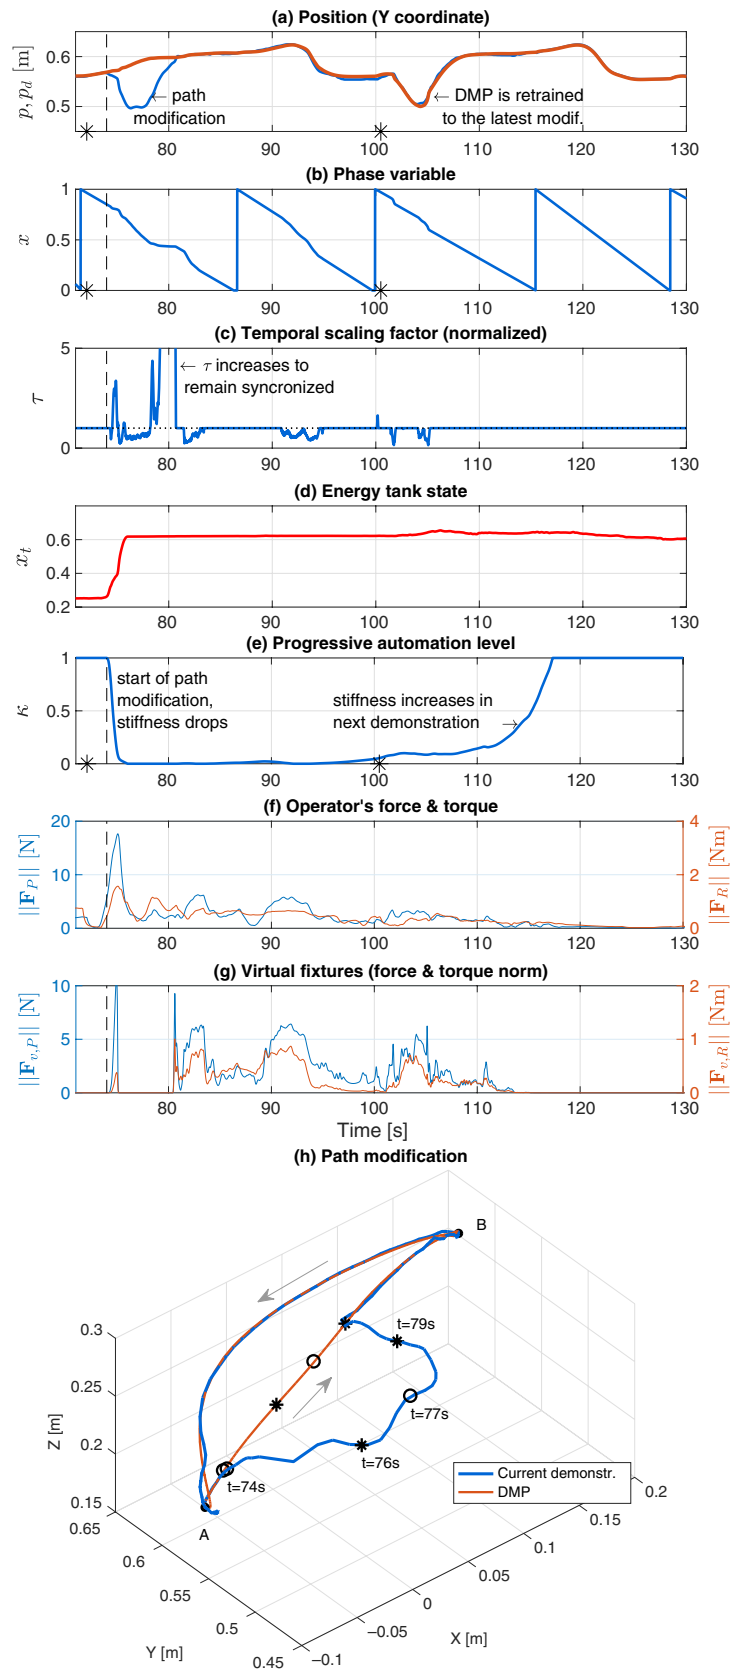 (a) Position (Y coordinate)
p, p_d [m]
0.6
0.5
← path
modification
← DMP is retrained
to the latest modif.
80 90 100 110 120 130
(b) Phase variable
x
1
0.5
0
80 90 100 110 120 130
(c) Temporal scaling factor (normalized)
τ
5
0
← τ increases to
remain syncronized
80 90 100 110 120 130
(d) Energy tank state
x_t
0.6
0.4
0.2
80 90 100 110 120 130
(e) Progressive automation level
κ
1
0.5
0
start of path
modification,
stiffness drops
stiffness increases in
next demonstration →
80 90 100 110 120 130
(f) Operator's force & torque
||F_P|| [N]
20
10
0
4
2
0
||F_R|| [Nm]
80 90 100 110 120 130
(g) Virtual fixtures (force & torque norm)
||F_{v,P}|| [N]
10
5
0
2
1
0
||F_{v,R}|| [Nm]
80 90 100 110 120 130
Time [s]
(h) Path modification
B
0.3
t=79s
0.25
Z [m]
t=77s
0.2
t=76s
t=74s
Current demonstr.
DMP
0.15
A
0.65
0.6
0.55
0.5
0.45
Y [m]
0.2
0.15
0.1
0.05
0
−0.05
−0.1
X [m]